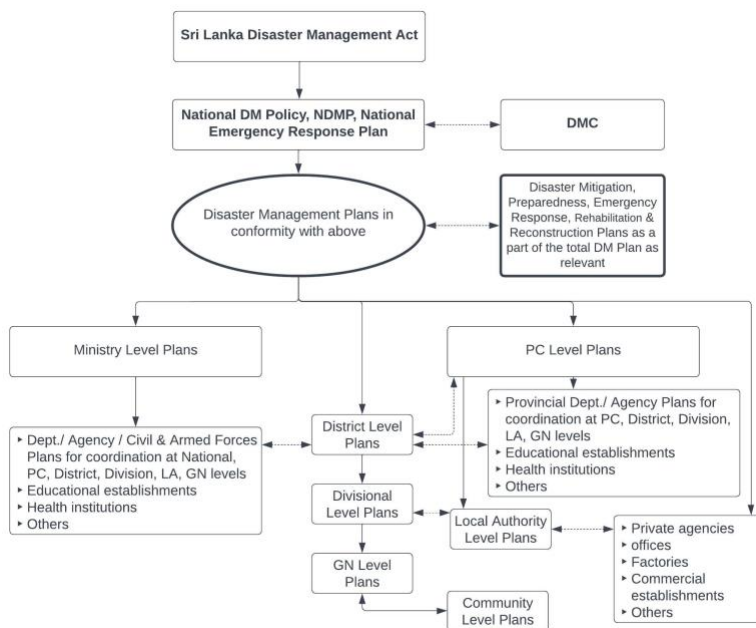 Sri Lanka Disaster Management Act
National DM Policy, NDMP, National
Emergency Response Plan
DMC
Disaster Management Plans in
conformity with above
Disaster Mitigation,
Preparedness, Emergency
Response, Rehabilitation &
Reconstruction Plans as a
part of the total DM Plan as
relevant
Ministry Level Plans
PC Level Plans
‣ Dept./ Agency / Civil & Armed Forces
Plans for coordination at National,
PC, District, Division, LA, GN levels
‣ Educational establishments
‣ Health institutions
‣ Others
District Level
Plans
‣ Provincial Dept./ Agency Plans for
coordination at PC, District, Division,
LA, GN levels
‣ Educational establishments
‣ Health institutions
‣ Others
Divisional
Level Plans
Local Authority
Level Plans
‣ Private agencies
‣ offices
‣ Factories
‣ Commercial
establishments
‣ Others
GN Level
Plans
Community
Level Plans